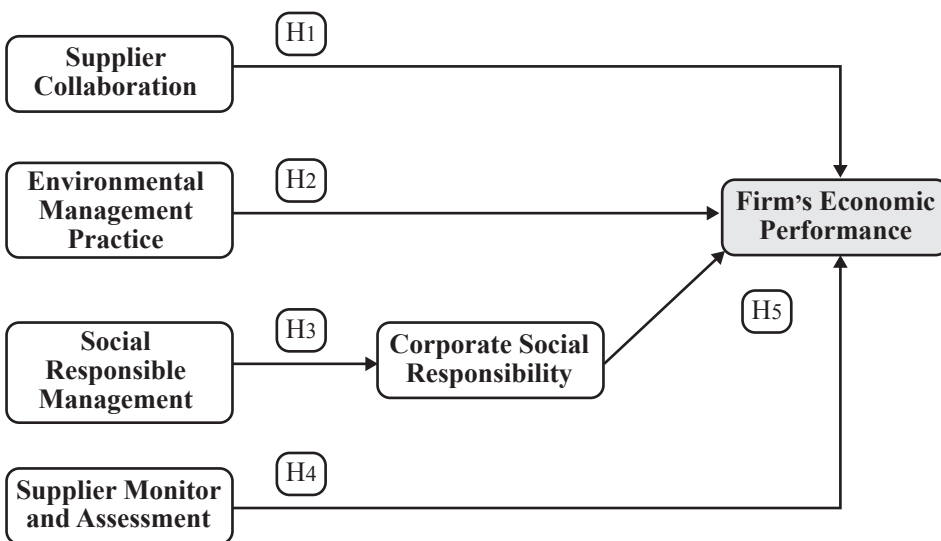 H1
Supplier
Collaboration
H2
Environmental
Management
Practice
Firm's Economic
Performance
H3
Social
Responsible
Management
Corporate Social
Responsibility
H5
H4
Supplier Monitor
and Assessment